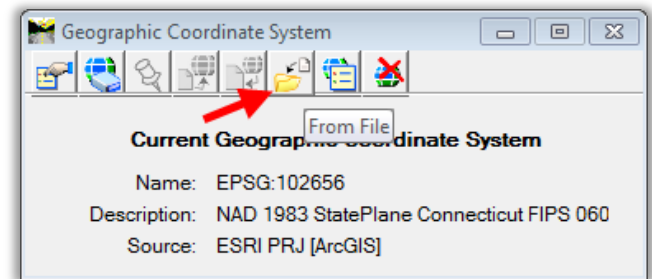 Geographic Coordinate System
From File
Current Geographic Coordinate System
Name: EPSG:102656
Description: NAD 1983 StatePlane Connecticut FIPS 060
Source: ESRI PRJ [ArcGIS]